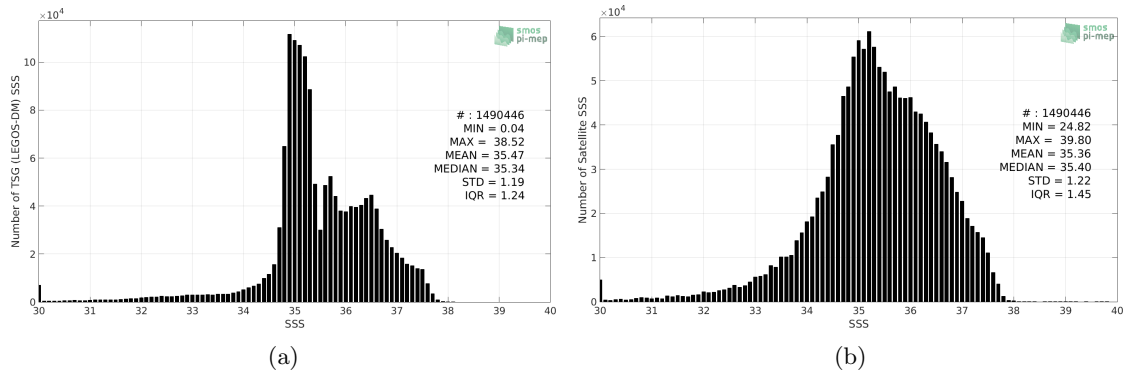 ×10⁴
smos
pi-mep
# : 1490446
MIN = 0.04
MAX = 38.52
MEAN = 35.47
MEDIAN = 35.34
STD = 1.19
IQR = 1.24
Number of TSG (LEGOS-DM) SSS
10
8
6
4
2
0
30 31 32 33 34 35 36 37 38 39 40
SSS
(a)
×10⁴
smos
pi-mep
# : 1490446
MIN = 24.82
MAX = 39.80
MEAN = 35.36
MEDIAN = 35.40
STD = 1.22
IQR = 1.45
Number of Satellite SSS
6
5
4
3
2
1
0
30 31 32 33 34 35 36 37 38 39 40
SSS
(b)